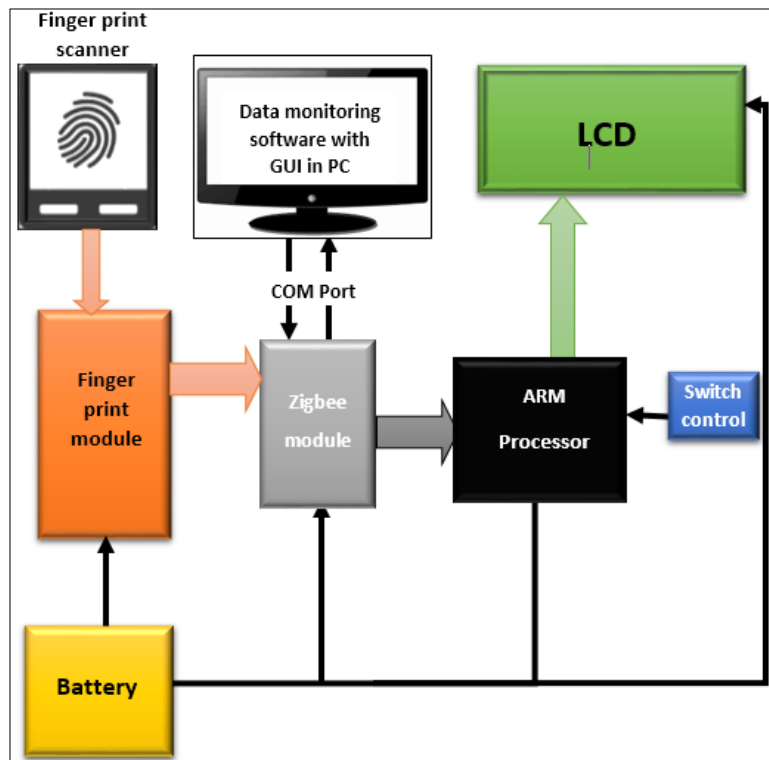 Finger print
scanner
Data monitoring
software with
GUI in PC
LCD
COM Port
Finger
print
module
Zigbee
module
ARM
Processor
Switch
control
Battery